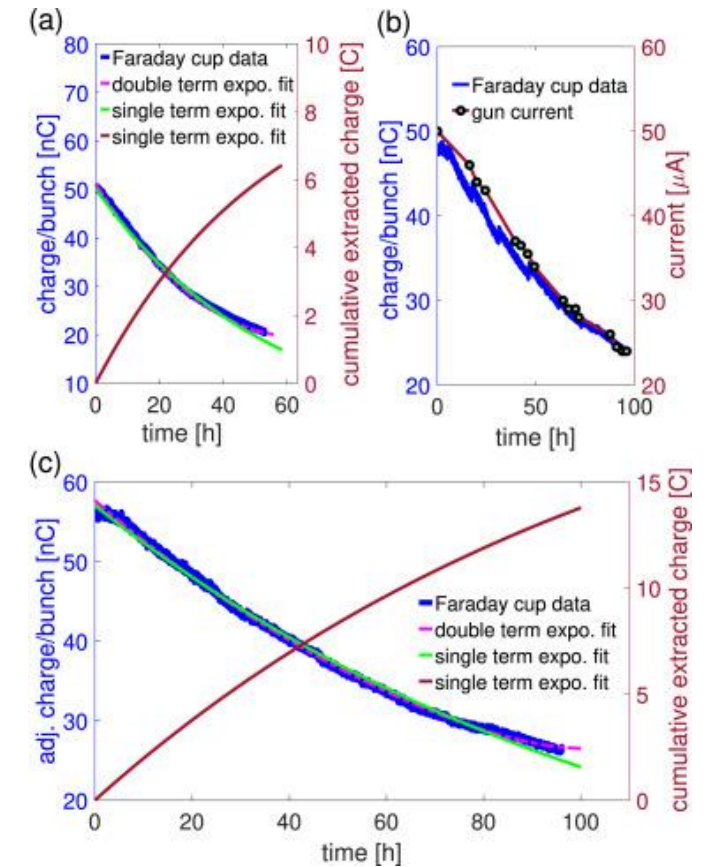 (a)
80
70
60
50
40
30
20
10
charge/bunch [nC]
Faraday cup data
double term expo. fit
single term expo. fit
single term expo. fit
10
8
6
4
2
0
cumulative extracted charge [C]
0
20
40
60
time [h]
(b)
60
50
40
30
20
charge/bunch [nC]
Faraday cup data
gun current
60
50
40
30
20
current [μA]
0
50
100
time [h]
(c)
60
50
40
30
20
adj. charge/bunch [nC]
Faraday cup data
double term expo. fit
single term expo. fit
single term expo. fit
15
10
5
0
cumulative extracted charge [C]
0
20
40
60
80
100
time [h]